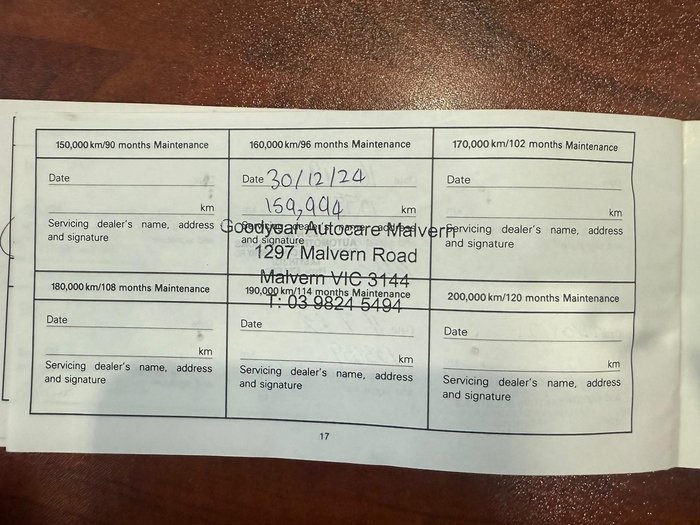 150,000 km/90 months Maintenance
160,000 km/96 months Maintenance
170,000 km/102 months Maintenance
Date
km
Servicing dealer's name, address
and signature
Date 30/12/24
159,994 km
Servicing dealer's name, address
and signature
Goodyear Autocare Malvern
1297 Malvern Road
Malvern VIC 3144
T: 03 9824 5494
Date
km
Servicing dealer's name, address
and signature
180,000 km/108 months Maintenance
190,000 km/114 months Maintenance
200,000 km/120 months Maintenance
Date
km
Servicing dealer's name, address
and signature
Date
km
Servicing dealer's name, address
and signature
Date
km
Servicing dealer's name, address
and signature
17